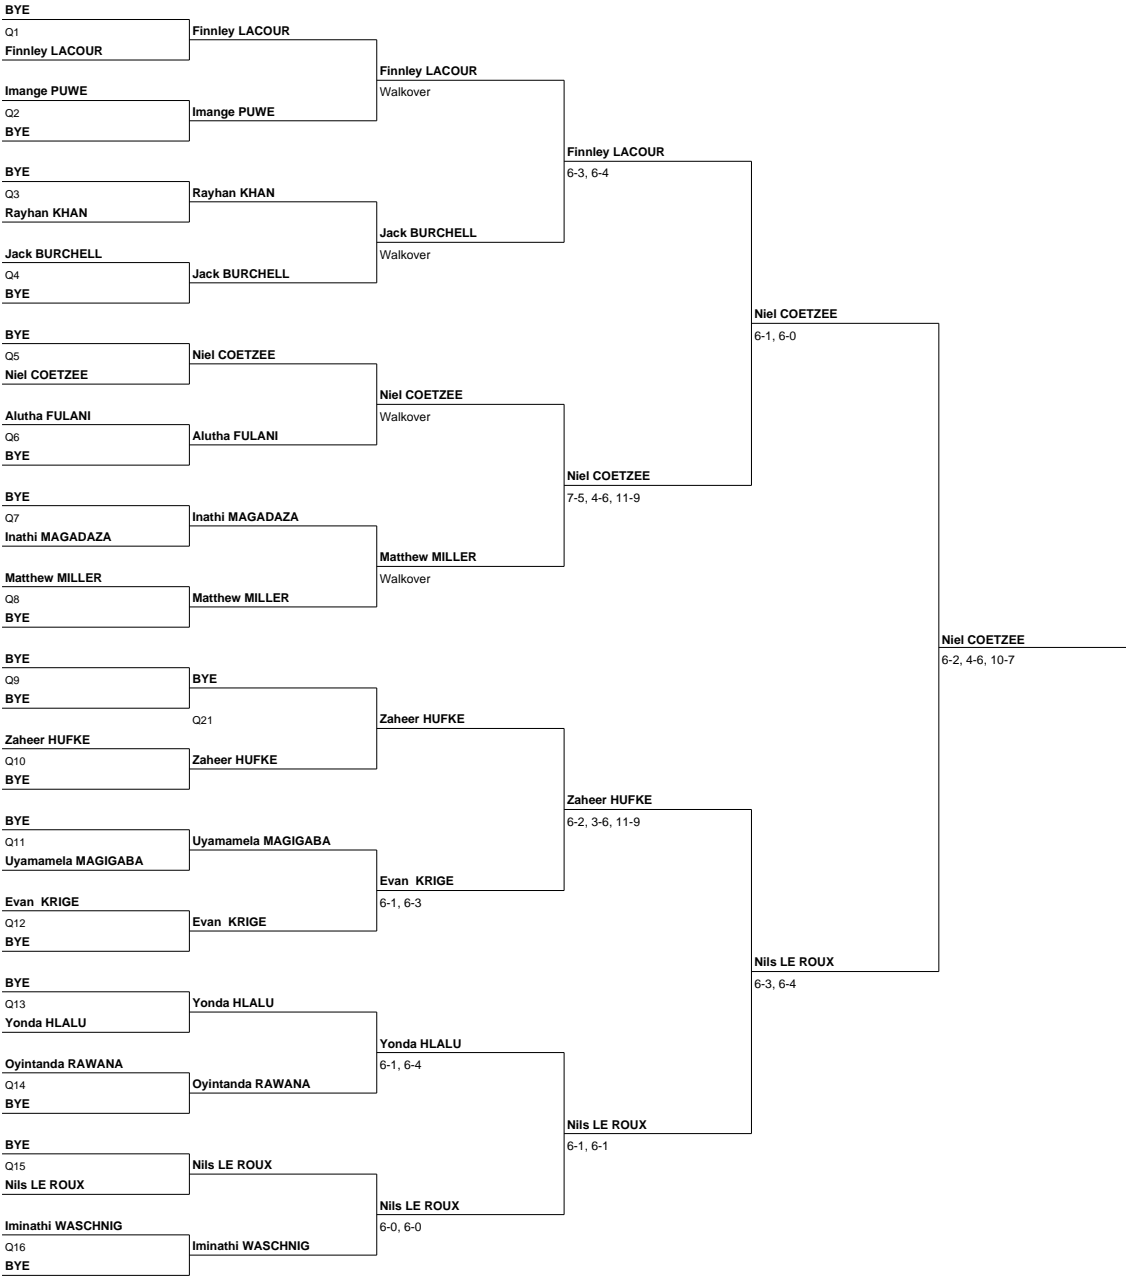 BYE
Q1
Finnley LACOUR
Imange PUWE
Q2
BYE
BYE
Q3
Rayhan KHAN
Jack BURCHELL
Q4
BYE
BYE
Q5
Niel COETZEE
Alutha FULANI
Q6
BYE
BYE
Q7
Inathi MAGADAZA
Matthew MILLER
Q8
BYE
BYE
Q9
BYE
Zaheer HUFKE
Q10
BYE
BYE
Q11
Uyamamela MAGIGABA
Evan  KRIGE
Q12
BYE
BYE
Q13
Yonda HLALU
Oyintanda RAWANA
Q14
BYE
BYE
Q15
Nils LE ROUX
Iminathi WASCHNIG
Q16
BYE
Finnley LACOUR
Imange PUWE
Rayhan KHAN
Jack BURCHELL
Niel COETZEE
Alutha FULANI
Inathi MAGADAZA
Matthew MILLER
BYE
Q21
Zaheer HUFKE
Uyamamela MAGIGABA
Evan  KRIGE
Yonda HLALU
Oyintanda RAWANA
Nils LE ROUX
Iminathi WASCHNIG
Finnley LACOUR
Walkover
Jack BURCHELL
Walkover
Niel COETZEE
Walkover
Matthew MILLER
Walkover
Zaheer HUFKE
Evan  KRIGE
6-1, 6-3
Yonda HLALU
6-1, 6-4
Nils LE ROUX
6-0, 6-0
Finnley LACOUR
6-3, 6-4
Niel COETZEE
7-5, 4-6, 11-9
Zaheer HUFKE
6-2, 3-6, 11-9
Nils LE ROUX
6-1, 6-1
Niel COETZEE
6-1, 6-0
Nils LE ROUX
6-3, 6-4
Niel COETZEE
6-2, 4-6, 10-7